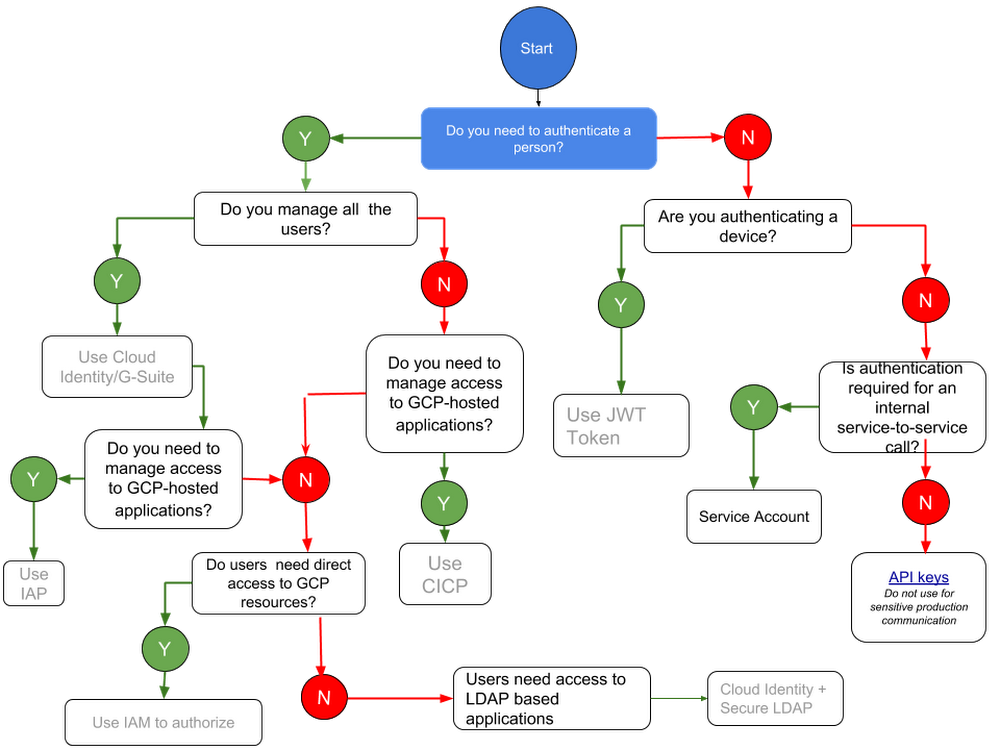 Start
Do you need to authenticate a
person?
Y
N
Do you manage all  the
users?
Are you authenticating a
device?
Y
N
Y
N
Use Cloud
Identity/G-Suite
Do you need to
manage access
to GCP-hosted
applications?
Is authentication
required for an
internal
service-to-service
call?
Y
Use JWT
Token
Do you need to
manage access
to GCP-hosted
applications?
Y
N
Y
N
Service Account
Use
IAP
Do users  need direct
access to GCP
resources?
Use
CICP
API keys
Do not use for
sensitive production
communication
Y
N
Users need access to
LDAP based
applications
Cloud Identity +
Secure LDAP
Use IAM to authorize